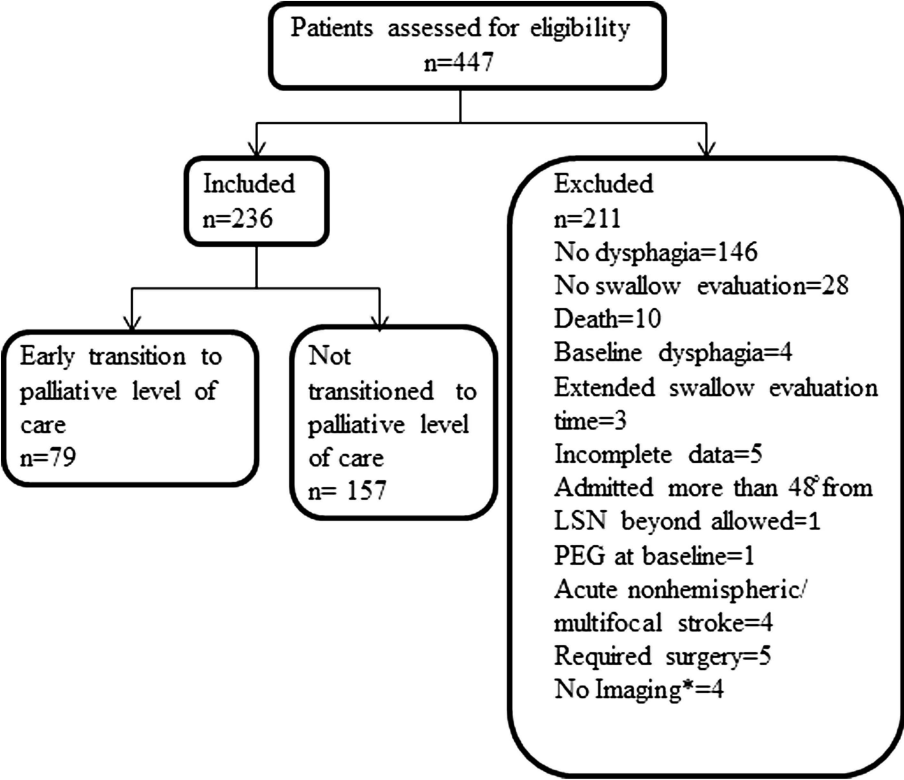 Patients assessed for eligibility
n=447
Included
n=236
Early transition to
palliative level of
care
n=79
Not
transitioned to
palliative level
of care
n= 157
Excluded
n=211
No dysphagia=146
No swallow evaluation=28
Death=10
Baseline dysphagia=4
Extended swallow evaluation
time=3
Incomplete data=5
Admitted more than 48° from
LSN beyond allowed=1
PEG at baseline=1
Acute nonhemispheric/
multifocal stroke=4
Required surgery=5
No Imaging*=4